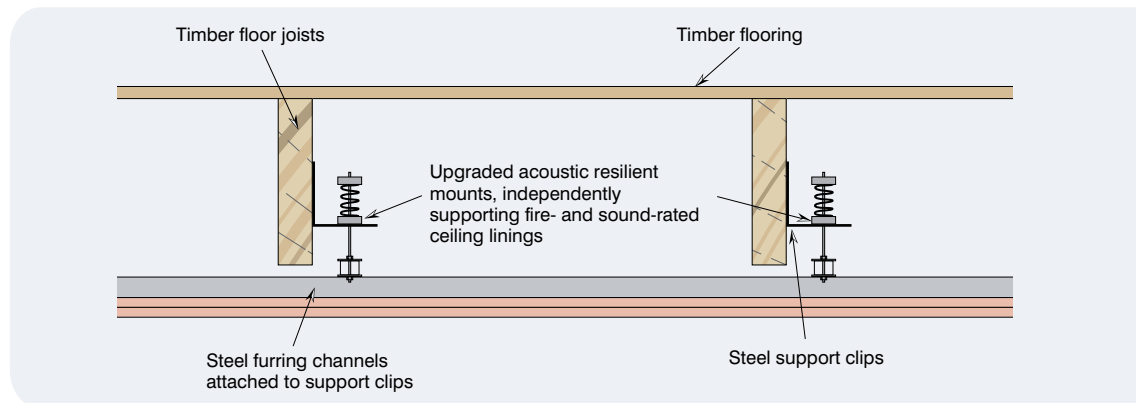 Timber floor joists
Timber flooring
Upgraded acoustic resilient
mounts, independently
supporting fire- and sound-rated
ceiling linings
Steel furring channels
attached to support clips
Steel support clips